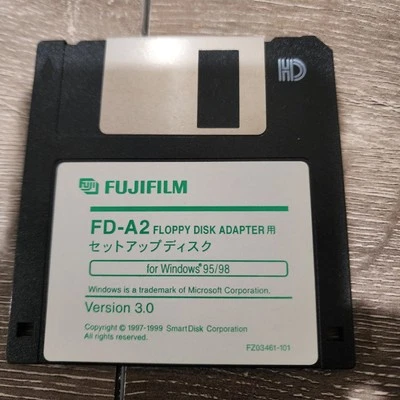 HD
FUJI FUJIFILM
FD-A2 FLOPPY DISK ADAPTER用
セットアップディスク
for Windows®95/98
Windows is a trademark of Microsoft Corporation.
Version 3.0
Copyright © 1997-1999 SmartDisk Corporation
All rights reserved.
FZ03461-101